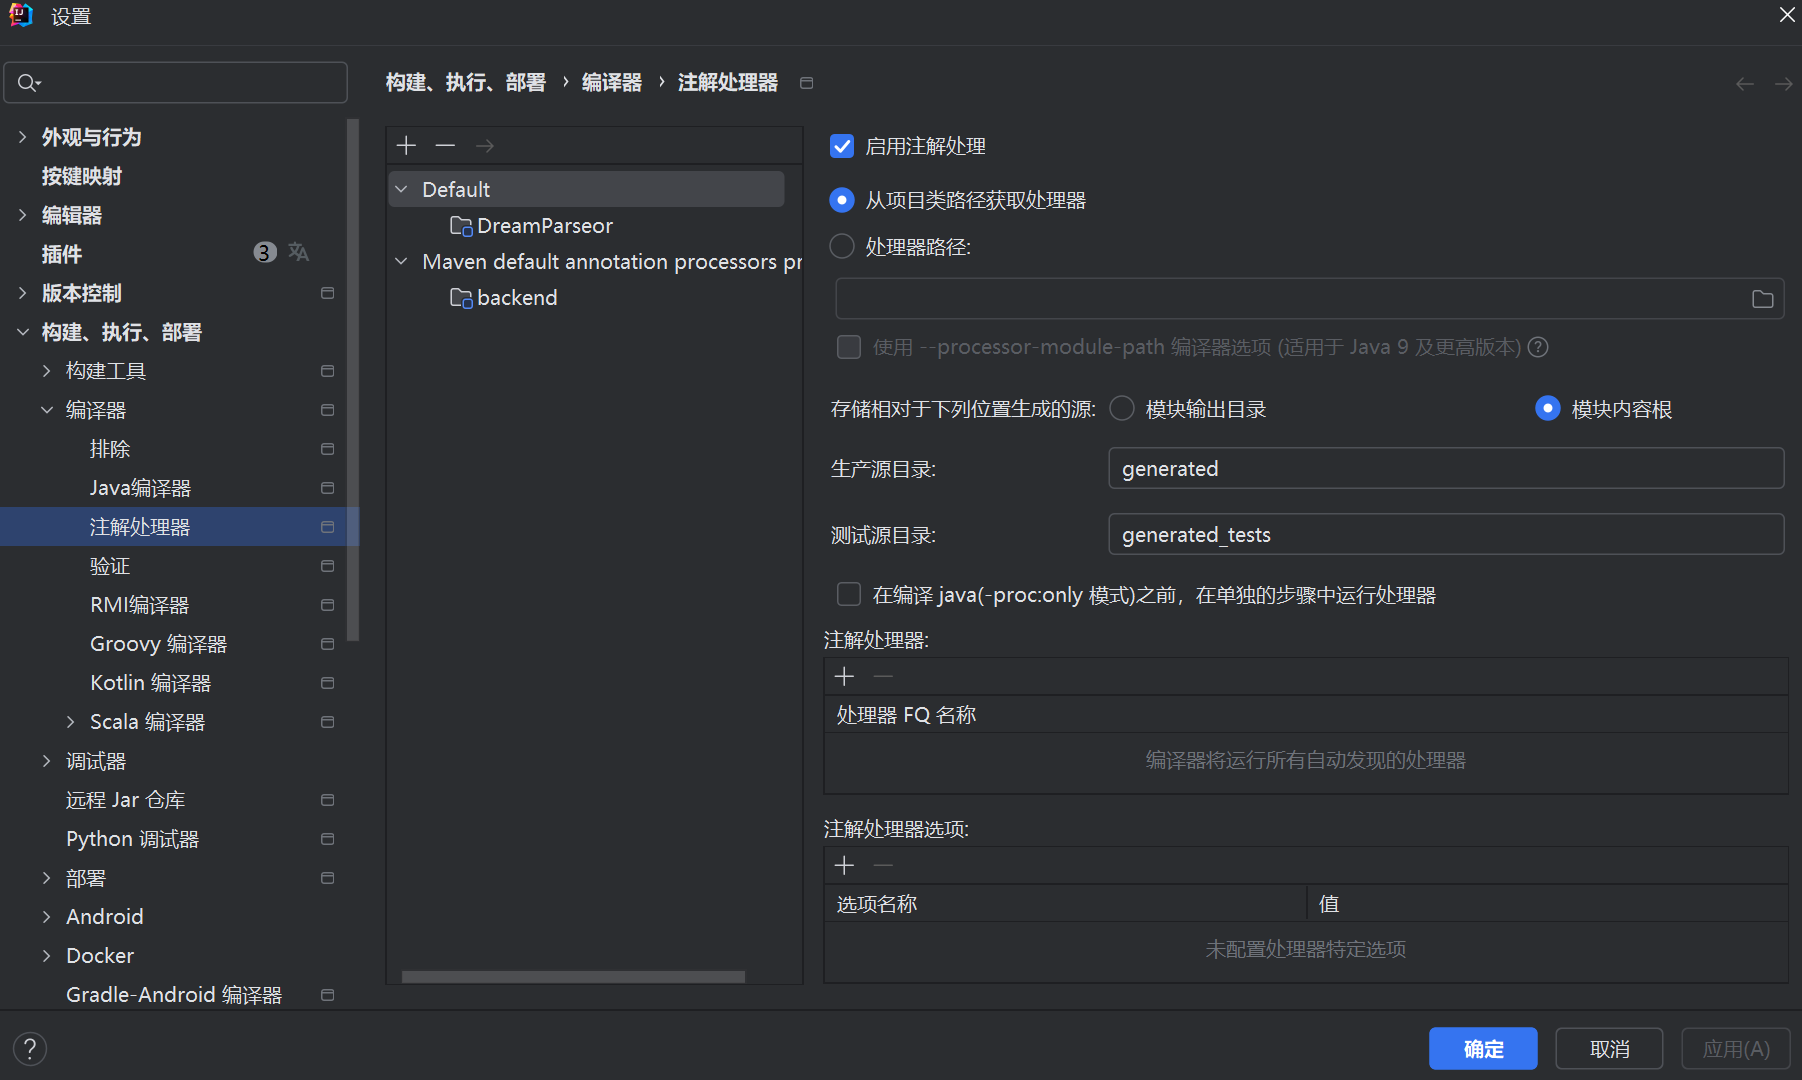 设置
构建、执行、部署 › 编译器 › 注解处理器
外观与行为
按键映射
编辑器
插件 3
版本控制
构建、执行、部署
构建工具
编译器
排除
Java编译器
注解处理器
验证
RMI编译器
Groovy 编译器
Kotlin 编译器
Scala 编译器
调试器
远程 Jar 仓库
Python 调试器
部署
Android
Docker
Gradle-Android 编译器
Default
DreamParseor
Maven default annotation processors pr
backend
启用注解处理
从项目类路径获取处理器
处理器路径:
使用 --processor-module-path 编译器选项 (适用于 Java 9 及更高版本) ?
存储相对于下列位置生成的源: 模块输出目录 模块内容根
生产源目录: generated
测试源目录: generated_tests
在编译 java(-proc:only 模式)之前，在单独的步骤中运行处理器
注解处理器:
处理器 FQ 名称
编译器将运行所有自动发现的处理器
注解处理器选项:
选项名称 值
未配置处理器特定选项
? 确定 取消 应用(A)